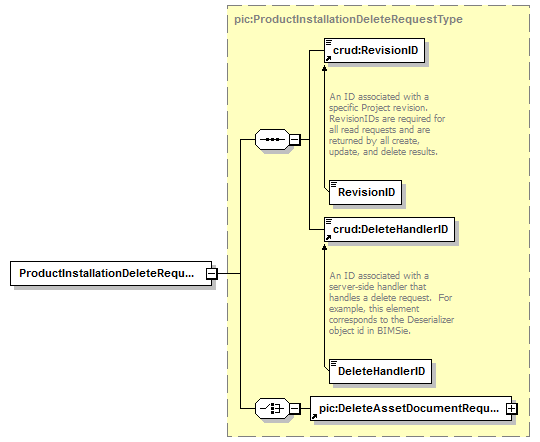 pic:ProductInstallationDeleteRequestType
crud:RevisionID
An ID associated with a
specific Project revision.
RevisionIDs are required for
all read requests and are
returned by all create,
update, and delete results.
RevisionID
crud:DeleteHandlerID
ProductInstallationDeleteRequ...
An ID associated with a
server-side handler that
handles a delete request.  For
example, this element
corresponds to the Deserializer
object id in BIMSie.
DeleteHandlerID
pic:DeleteAssetDocumentRequ...